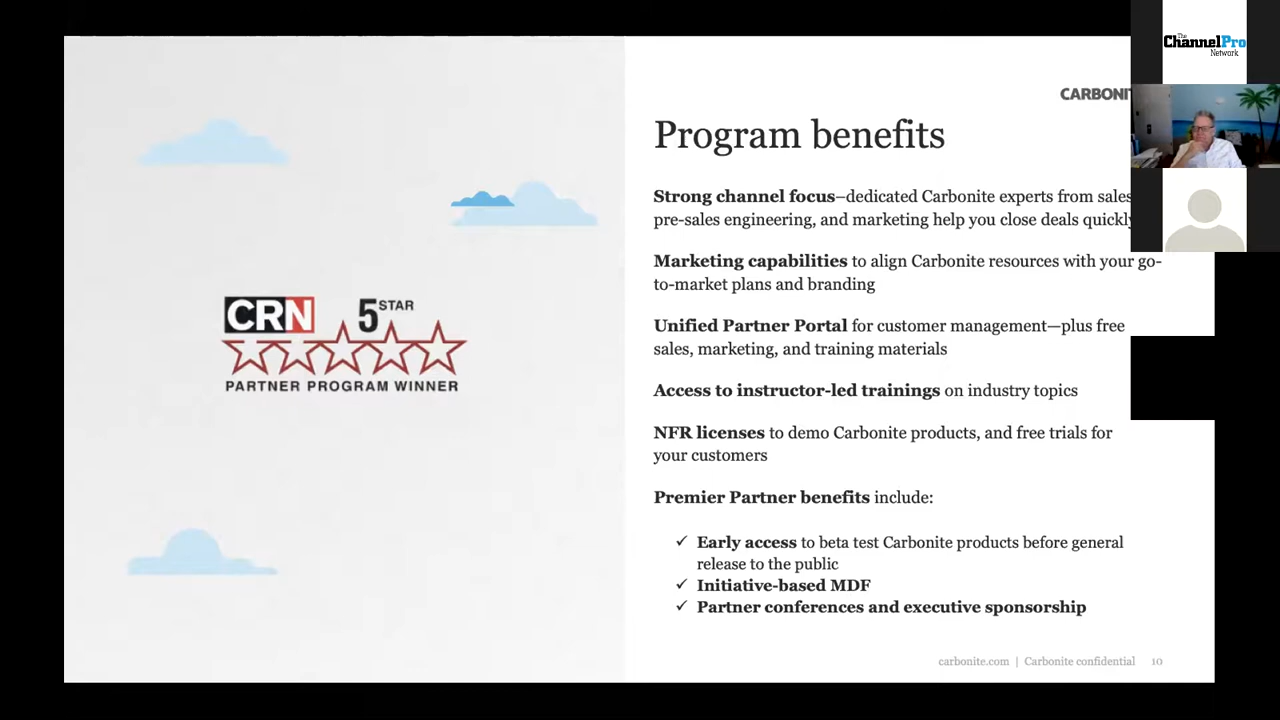 The
ChannelPro
Network
CARBONI
Program benefits
Strong channel focus–dedicated Carbonite experts from sales
pre-sales engineering, and marketing help you close deals quickly
Marketing capabilities to align Carbonite resources with your go-
to-market plans and branding
Unified Partner Portal for customer management—plus free
sales, marketing, and training materials
Access to instructor-led trainings on industry topics
NFR licenses to demo Carbonite products, and free trials for
your customers
Premier Partner benefits include:
✓ Early access to beta test Carbonite products before general
release to the public
✓ Initiative-based MDF
✓ Partner conferences and executive sponsorship
CRN 5 STAR
PARTNER PROGRAM WINNER
carbonite.com | Carbonite confidential 10